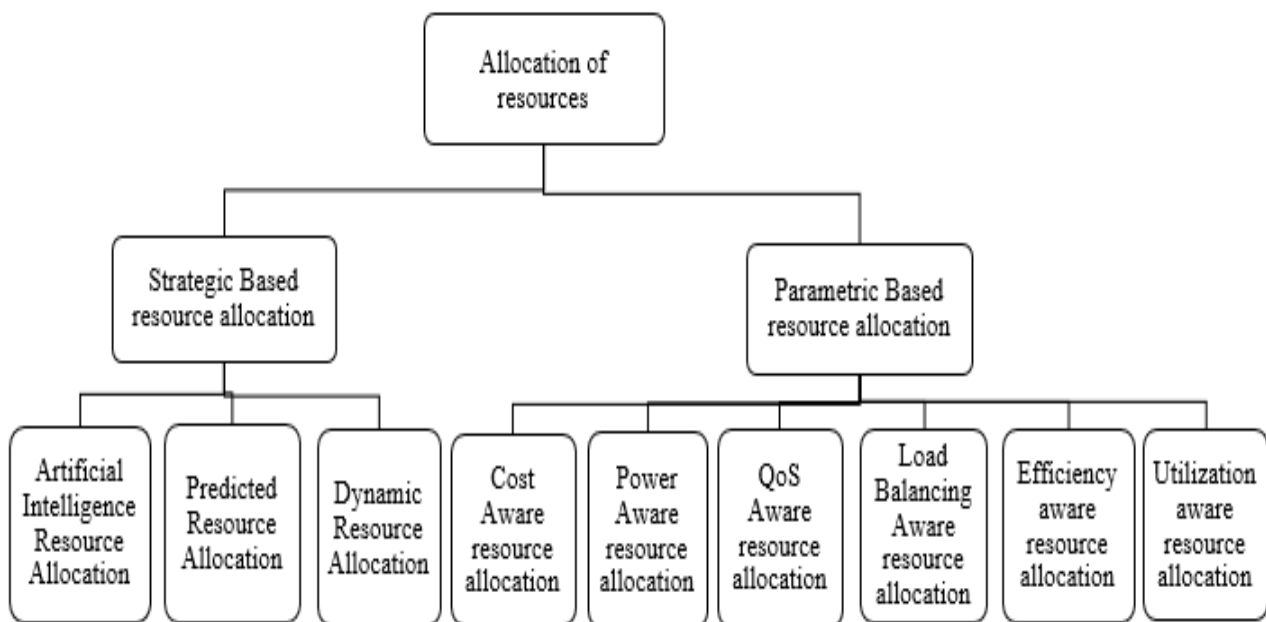 Allocation of
resources
Strategic Based
resource allocation
Parametric Based
resource allocation
Artificial
Intelligence
Resource
Allocation
Predicted
Resource
Allocation
Dynamic
Resource
Allocation
Cost
Aware
resource
allocation
Power
Aware
resource
allocation
QoS
Aware
resource
allocation
Load
Balancing
Aware
resource
allocation
Efficiency
aware
resource
allocation
Utilization
aware
resource
allocation